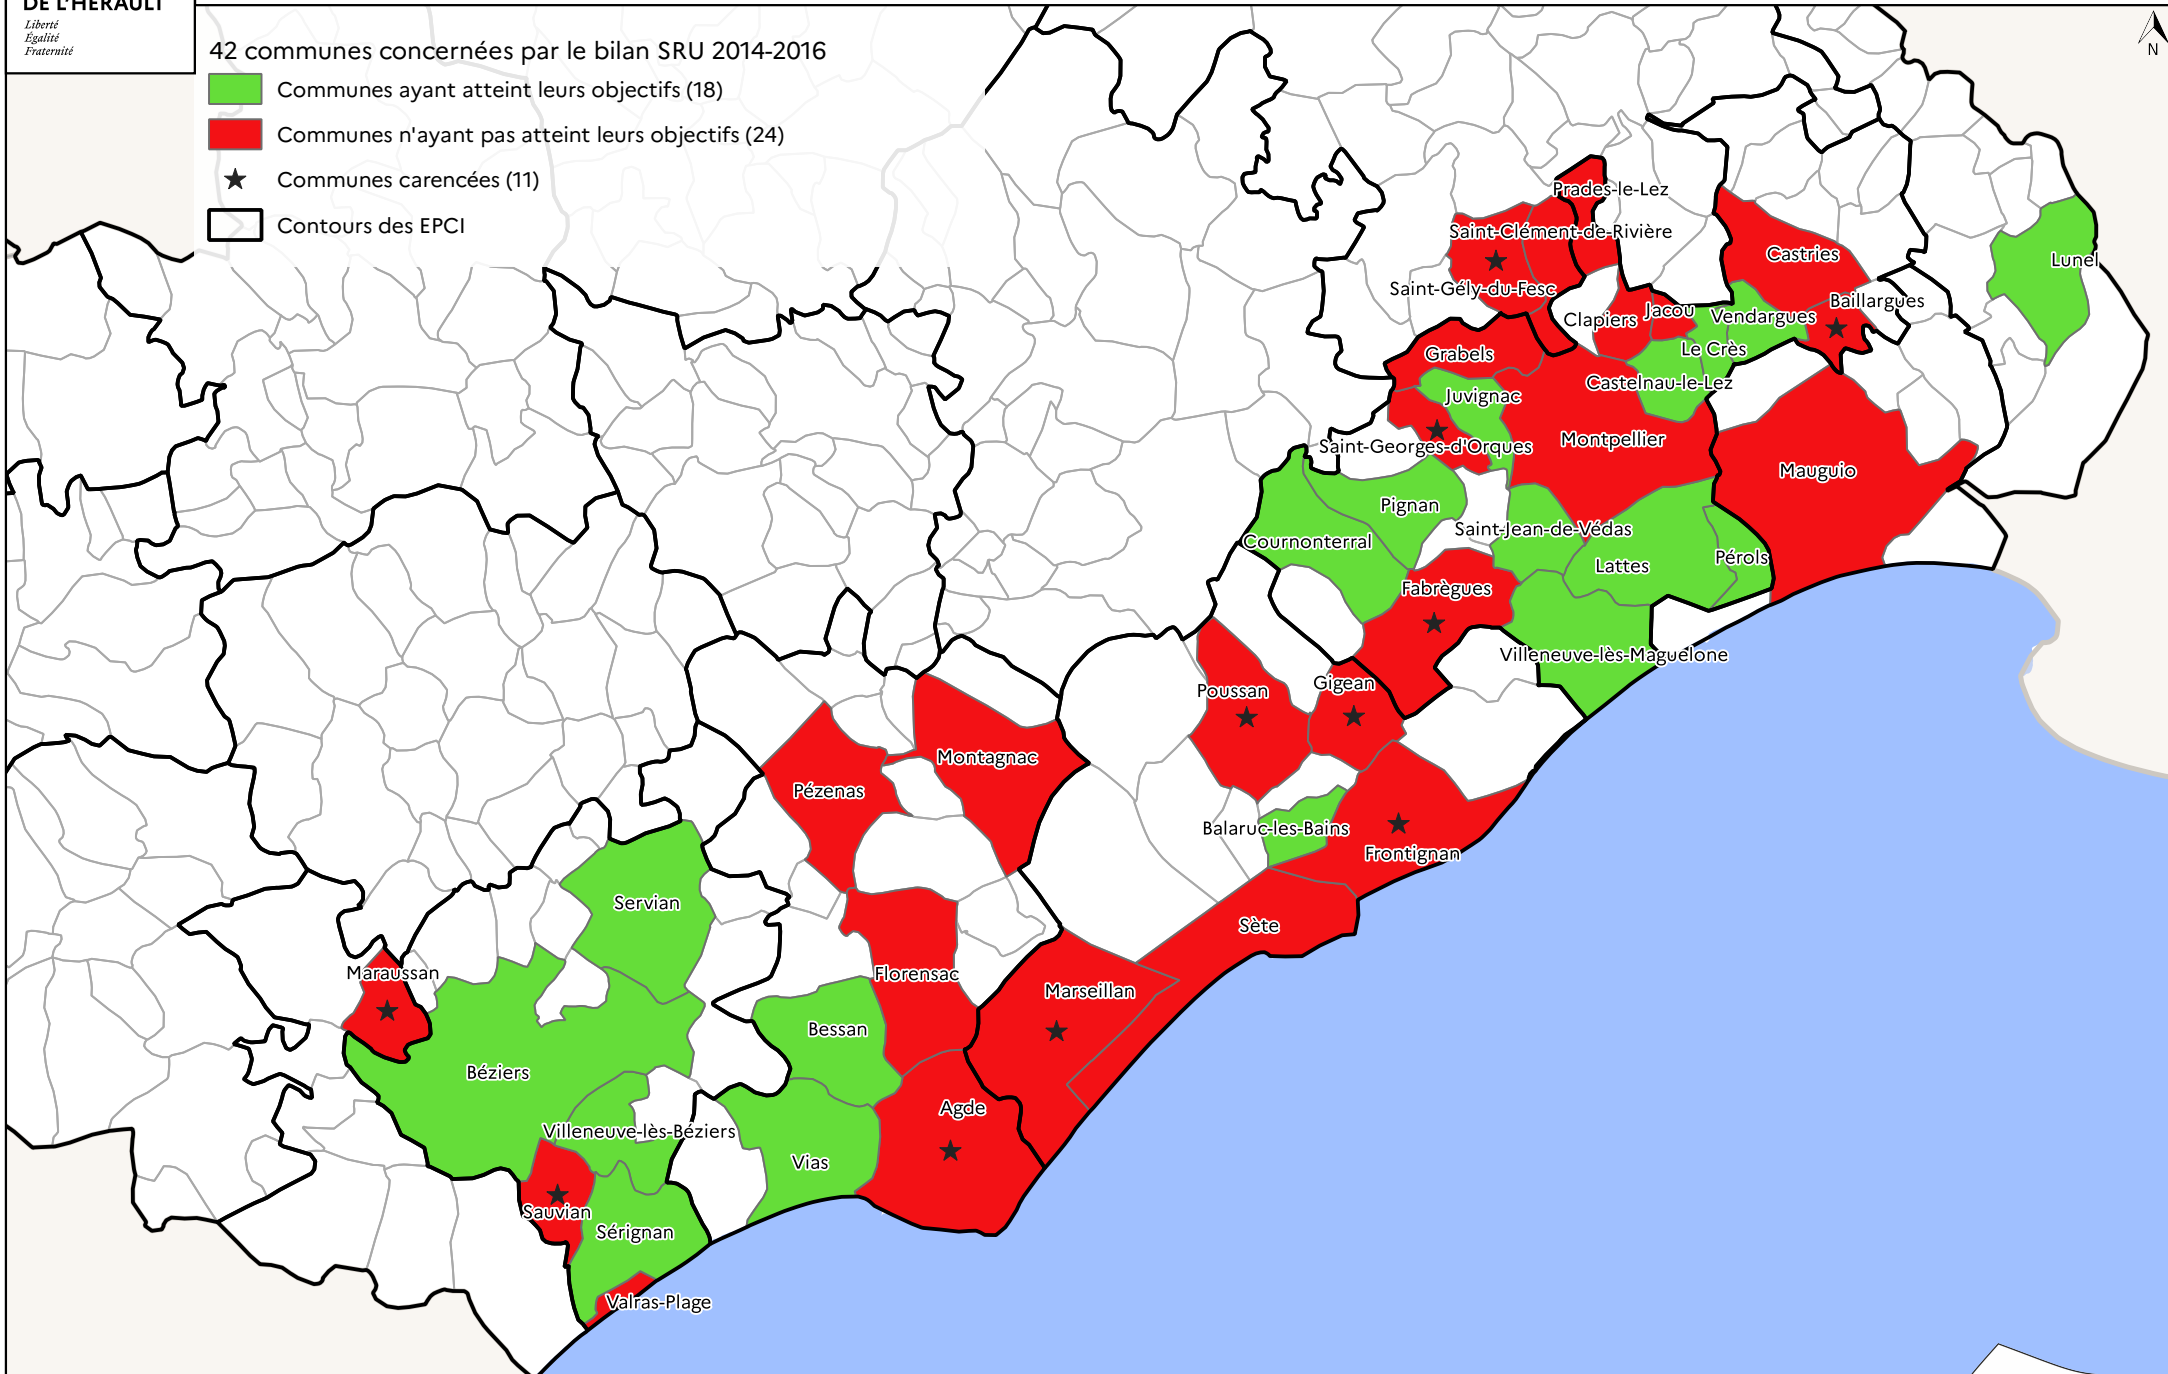 DE L'HÉRAULT
Liberté
Égalité
Fraternité
42 communes concernées par le bilan SRU 2014-2016
Communes ayant atteint leurs objectifs (18)
Communes n'ayant pas atteint leurs objectifs (24)
Communes carencées (11)
Contours des EPCI
N
Prades-le-Lez
Saint-Clément-de-Rivière
Castries
Lunel
Saint-Gély-du-Fesc
Baillargues
Jacou
Vendargues
Clapiers
Le Crès
Grabels
Castelnau-le-Lez
Juvignac
Montpellier
Saint-Georges-d'Orques
Mauguio
Pignan
Saint-Jean-de-Védas
Cournonterral
Pérols
Lattes
Fabrègues
Villeneuve-lès-Maguelone
Gigean
Poussan
Montagnac
Pézenas
Balaruc-les-Bains
Frontignan
Servian
Sète
Maraussan
Florensac
Marseillan
Bessan
Béziers
Agde
Villeneuve-lès-Béziers
Vias
Sauvian
Sérignan
Valras-Plage